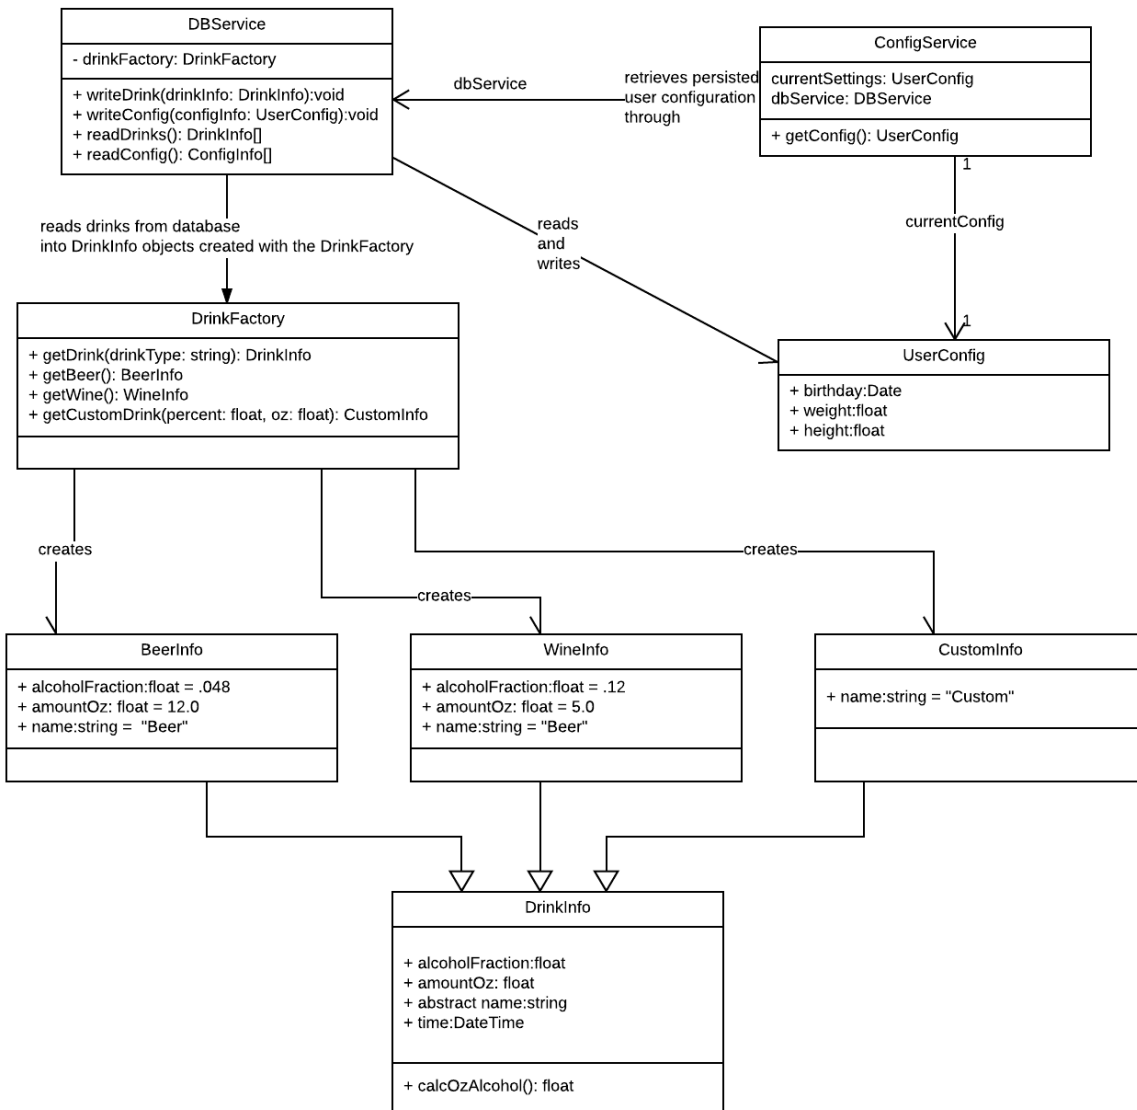 DBService
- drinkFactory: DrinkFactory
+ writeDrink(drinkInfo: DrinkInfo):void
+ writeConfig(configInfo: UserConfig):void
+ readDrinks(): DrinkInfo[]
+ readConfig(): ConfigInfo[]
dbService
retrieves persisted
user configuration
through
ConfigService
currentSettings: UserConfig
dbService: DBService
+ getConfig(): UserConfig
1
currentConfig
1
reads drinks from database
into DrinkInfo objects created with the DrinkFactory
reads
and
writes
DrinkFactory
+ getDrink(drinkType: string): DrinkInfo
+ getBeer(): BeerInfo
+ getWine(): WineInfo
+ getCustomDrink(percent: float, oz: float): CustomInfo
UserConfig
+ birthday:Date
+ weight:float
+ height:float
creates
creates
creates
BeerInfo
+ alcoholFraction:float = .048
+ amountOz: float = 12.0
+ name:string =  "Beer"
WineInfo
+ alcoholFraction:float = .12
+ amountOz: float = 5.0
+ name:string = "Beer"
CustomInfo
+ name:string = "Custom"
DrinkInfo
+ alcoholFraction:float
+ amountOz: float
+ abstract name:string
+ time:DateTime
+ calcOzAlcohol(): float